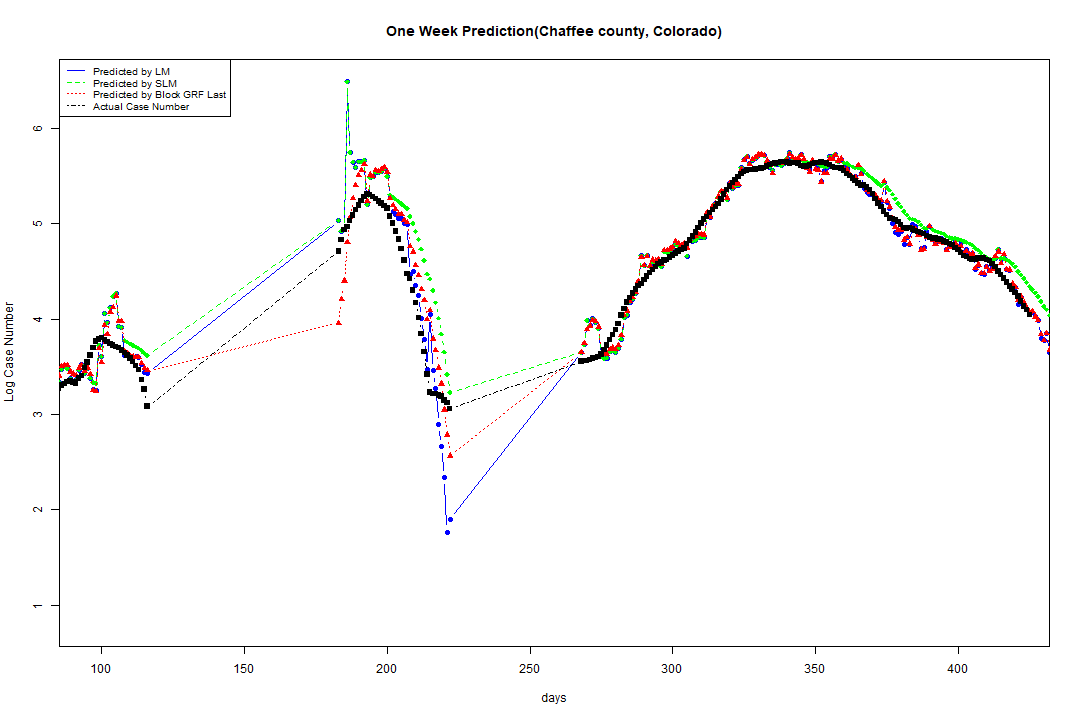 One Week Prediction(Chaffee county, Colorado)
Predicted by LM
Predicted by SLM
Predicted by Block GRF Last
Actual Case Number
6
5
4
3
2
1
Log Case Number
100 150 200 250 300 350 400
days